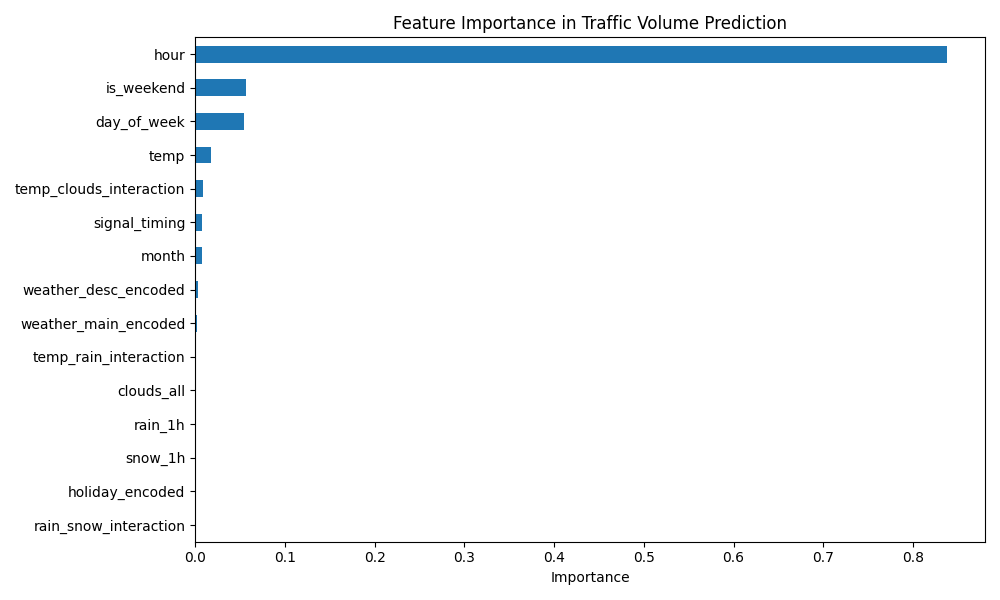 Feature Importance in Traffic Volume Prediction
hour
is_weekend
day_of_week
temp
temp_clouds_interaction
signal_timing
month
weather_desc_encoded
weather_main_encoded
temp_rain_interaction
clouds_all
rain_1h
snow_1h
holiday_encoded
rain_snow_interaction
0.0 0.1 0.2 0.3 0.4 0.5 0.6 0.7 0.8
Importance